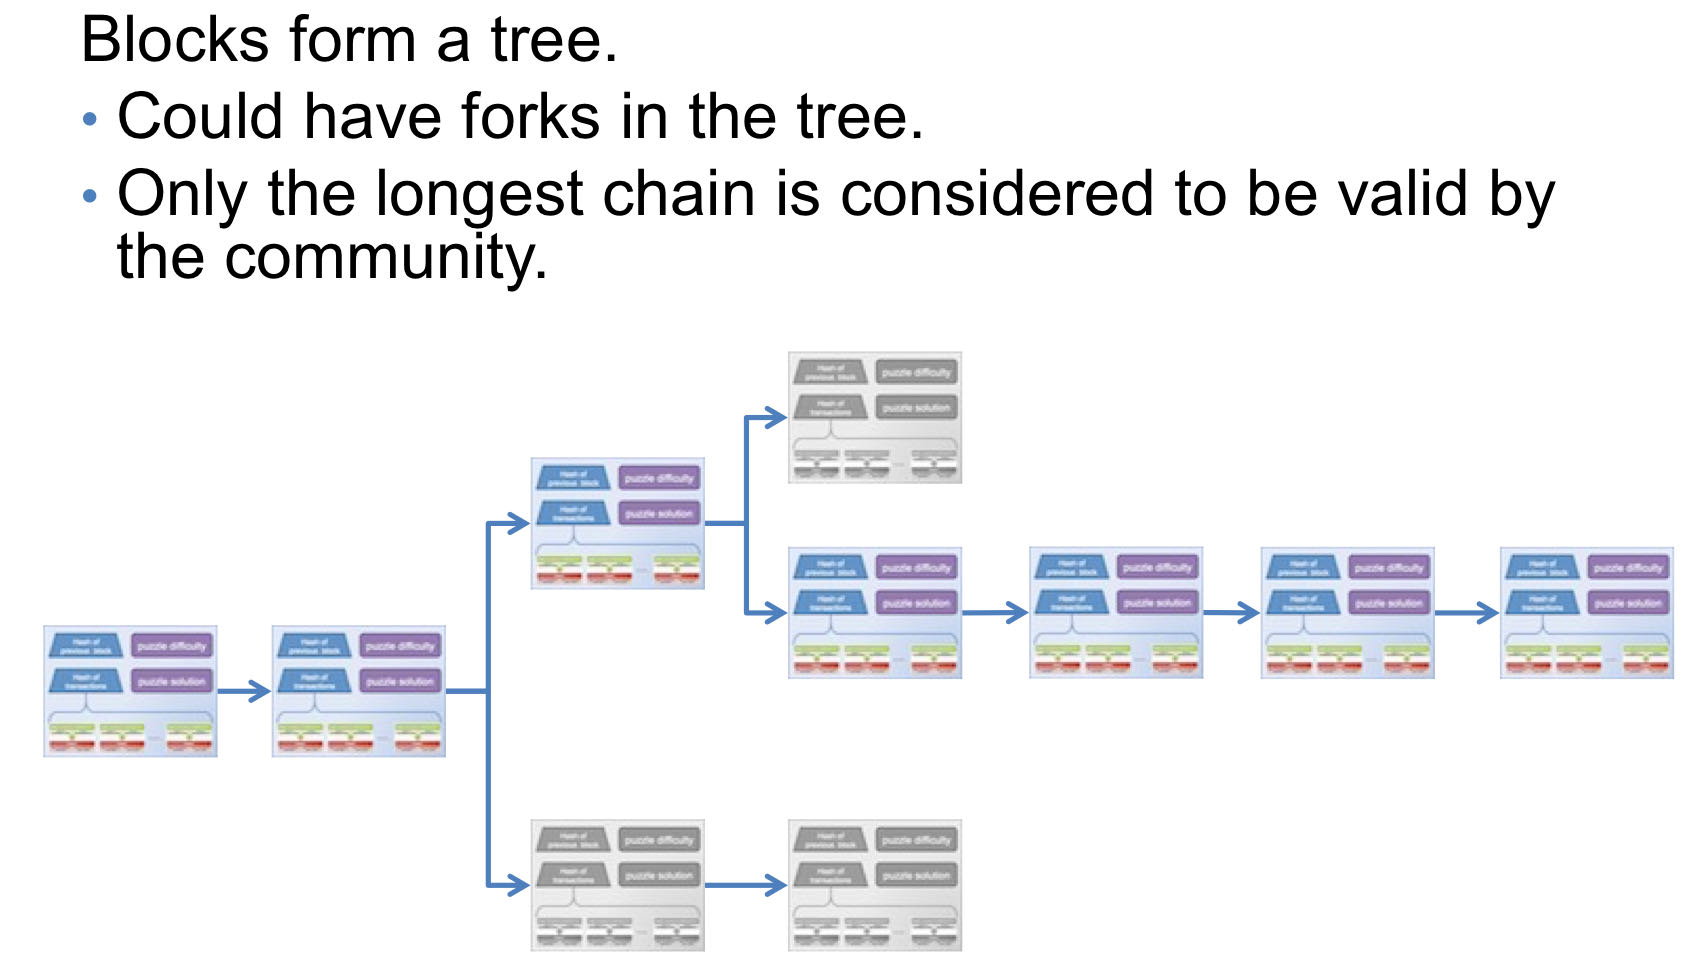 Blocks form a tree.
• Could have forks in the tree.
• Only the longest chain is considered to be valid by
the community.
Hash of
previous block
puzzle difficulty
Hash of
transactions
puzzle solution
Hash of
previous block
puzzle difficulty
Hash of
transactions
puzzle solution
Hash of
previous block
puzzle difficulty
Hash of
transactions
puzzle solution
Hash of
previous block
puzzle difficulty
Hash of
transactions
puzzle solution
Hash of
previous block
puzzle difficulty
Hash of
transactions
puzzle solution
Hash of
previous block
puzzle difficulty
Hash of
transactions
puzzle solution
Hash of
previous block
puzzle difficulty
Hash of
transactions
puzzle solution
Hash of
previous block
puzzle difficulty
Hash of
transactions
puzzle solution
Hash of
previous block
puzzle difficulty
Hash of
transactions
puzzle solution
Hash of
previous block
puzzle difficulty
Hash of
transactions
puzzle solution